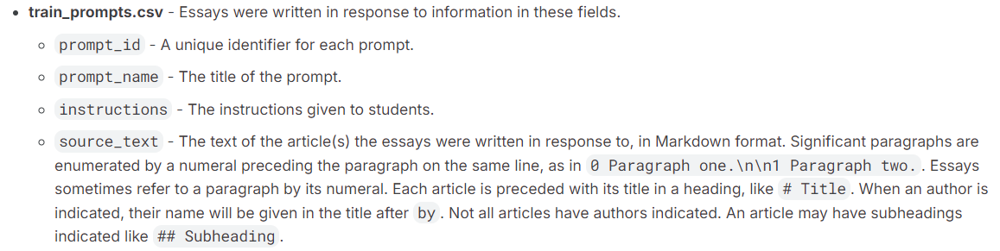 • train_prompts.csv - Essays were written in response to information in these fields.
◦ prompt_id - A unique identifier for each prompt.
◦ prompt_name - The title of the prompt.
◦ instructions - The instructions given to students.
◦ source_text - The text of the article(s) the essays were written in response to, in Markdown format. Significant paragraphs are
enumerated by a numeral preceding the paragraph on the same line, as in 0 Paragraph one.\n\n1 Paragraph two. . Essays
sometimes refer to a paragraph by its numeral. Each article is preceded with its title in a heading, like # Title . When an author is
indicated, their name will be given in the title after by . Not all articles have authors indicated. An article may have subheadings
indicated like ## Subheading .